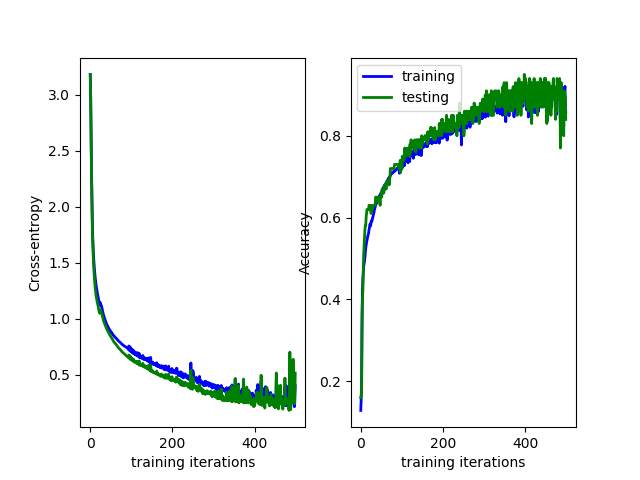 Cross-entropy
3.0
2.5
2.0
1.5
1.0
0.5
0 200 400
training iterations
Accuracy
0.8
0.6
0.4
0.2
0 200 400
training iterations
training
testing